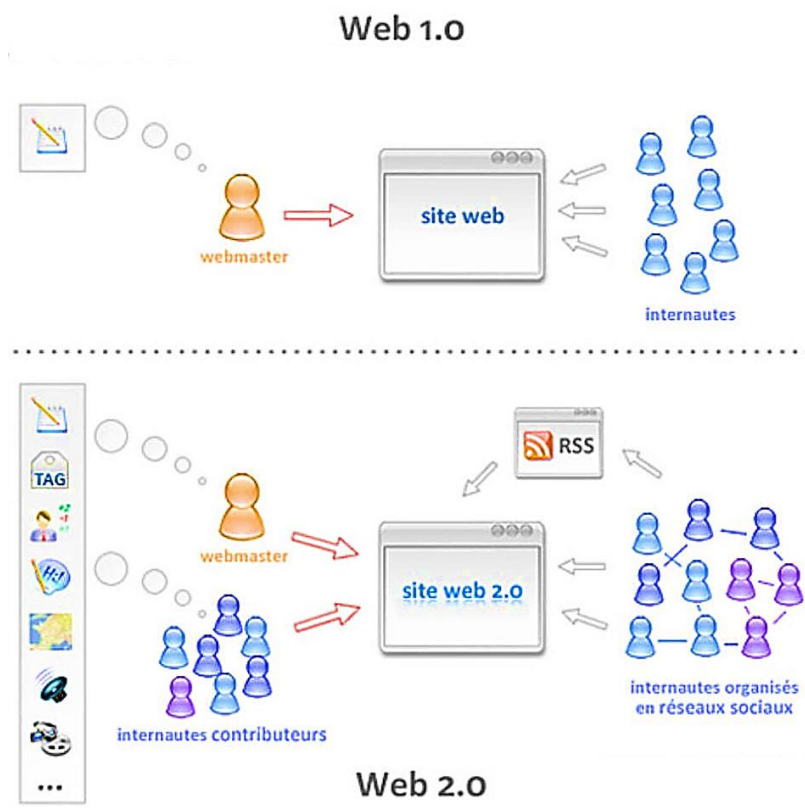 Web 1.0
site web
webmaster
internautes
RSS
TAG
webmaster
site web 2.0
internautes organisés
en réseaux sociaux
internautes contributeurs
...
Web 2.0